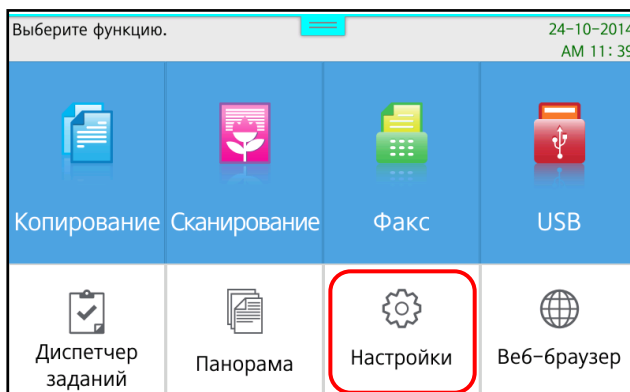 Выберите функцию.
24-10-2014
AM 11:39
Копирование Сканирование Факс USB
Диспетчер заданий
Панорама
Настройки
Веб-браузер